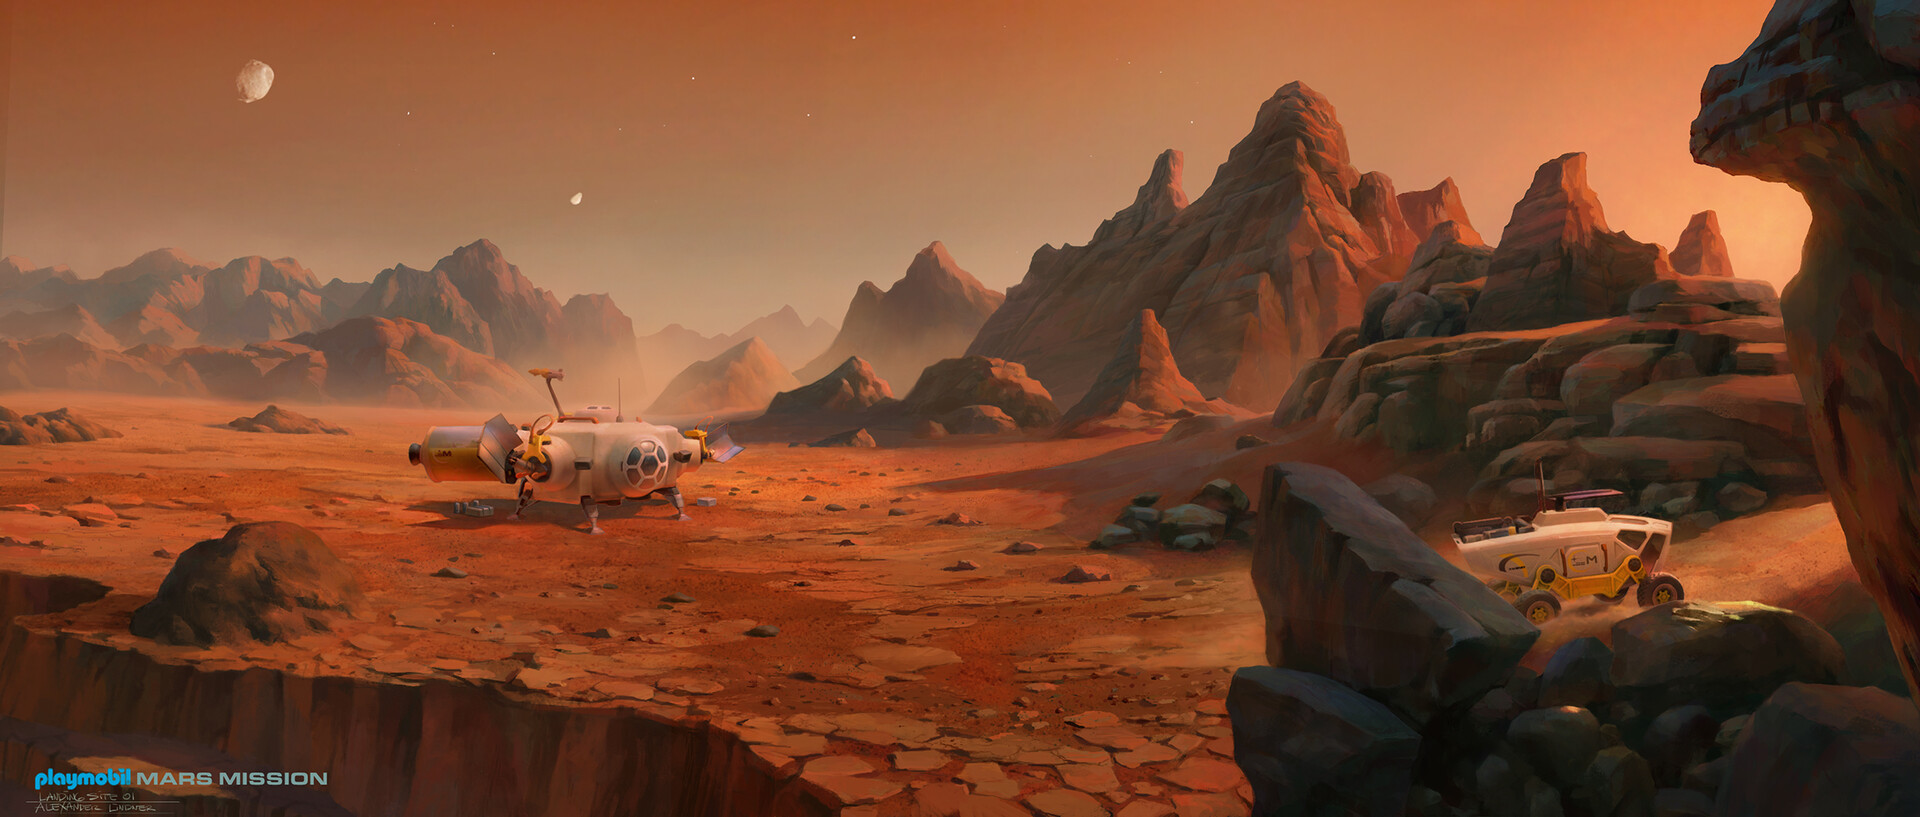 playmobil MARS MISSION
LANDING SITE 01
ALEXANDER LINDNER
M